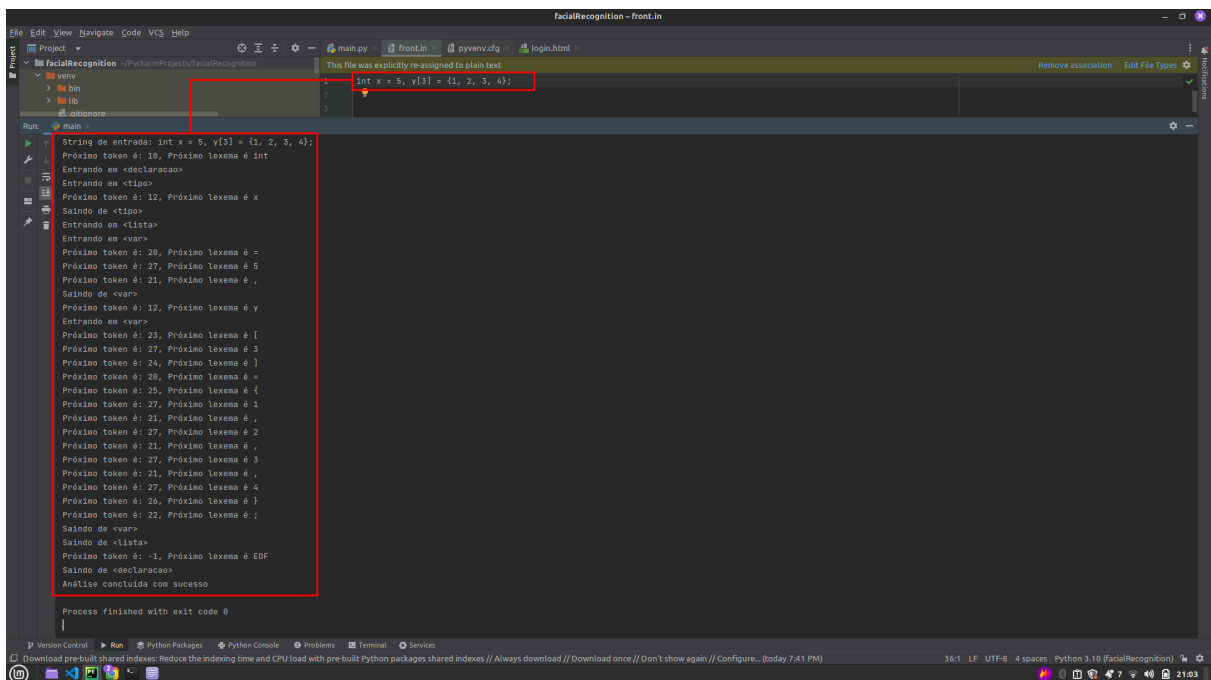 facialRecognition – front.in
File Edit View Navigate Code VCS Help
Project
main.py
front.in
pyvenv.cfg
login.html
facialRecognition ~/PycharmProjects/facialRecognition
This file was explicitly re-assigned to plain text
Remove association Edit File Types
Project
Notifications
venv
1 int x = 5, y[3] = {1, 2, 3, 4};
bin
2
lib
3
.gitignore
Run: main
String de entrada: int x = 5, y[3] = {1, 2, 3, 4};
Próximo token é: 10, Próximo lexema é int
Entrando em <declaracao>
Entrando em <tipo>
Próximo token é: 12, Próximo lexema é x
Saindo de <tipo>
Entrando em <lista>
Entrando em <var>
Próximo token é: 20, Próximo lexema é =
Próximo token é: 27, Próximo lexema é 5
Próximo token é: 21, Próximo lexema é ,
Saindo de <var>
Próximo token é: 12, Próximo lexema é y
Entrando em <var>
Próximo token é: 23, Próximo lexema é [
Próximo token é: 27, Próximo lexema é 3
Próximo token é: 24, Próximo lexema é ]
Próximo token é: 20, Próximo lexema é =
Próximo token é: 25, Próximo lexema é {
Próximo token é: 27, Próximo lexema é 1
Próximo token é: 21, Próximo lexema é ,
Próximo token é: 27, Próximo lexema é 2
Próximo token é: 21, Próximo lexema é ,
Próximo token é: 27, Próximo lexema é 3
Próximo token é: 21, Próximo lexema é ,
Próximo token é: 27, Próximo lexema é 4
Próximo token é: 26, Próximo lexema é }
Próximo token é: 22, Próximo lexema é ;
Saindo de <var>
Saindo de <lista>
Próximo token é: -1, Próximo lexema é EOF
Saindo de <declaracao>
Análise concluída com sucesso
Process finished with exit code 0
Version Control Run Python Packages Python Console Problems Terminal Services
Download pre-built shared indexes: Reduce the indexing time and CPU load with pre-built Python packages shared indexes // Always download // Download once // Don't show again // Configure... (today 7:41 PM)
36:1 LF UTF-8 4 spaces Python 3.10 (facialRecognition)
7 21:03